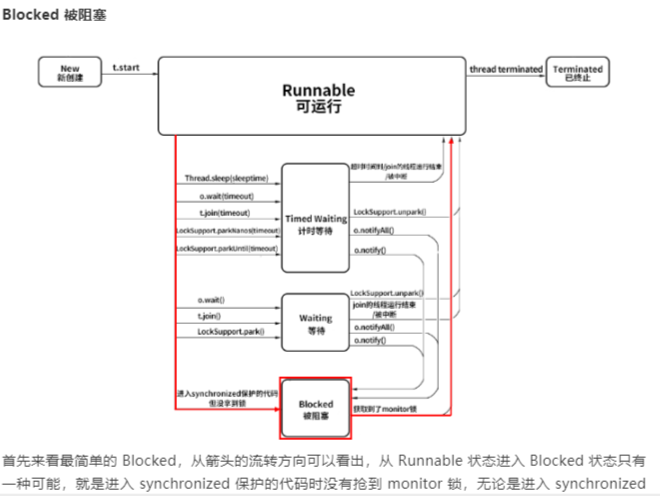 Blocked 被阻塞
New
新创建
t.start
Runnable
可运行
thread terminated
Terminated
已终止
Thread.sleep(sleeptime)
o.wait(timeout)
t.join(timeout)
LockSupport.parkNanos(timeout)
LockSupport.parkUntil(timeout)
Timed Waiting
计时等待
超时时间到/join的线程运行结束
/被中断
LockSupport.unpark()
o.notifyAll()
o.notify()
o.wait()
t.join()
LockSupport.park()
Waiting
等待
LockSupport.unpark()
join的线程运行结束
/被中断
o.notifyAll()
o.notify()
进入synchronized保护的代码
但没拿到锁
Blocked
被阻塞
获取到了monitor锁
首先来看最简单的 Blocked，从箭头的流转方向可以看出，从 Runnable 状态进入 Blocked 状态只有
一种可能，就是进入 synchronized 保护的代码时没有抢到 monitor 锁，无论是进入 synchronized